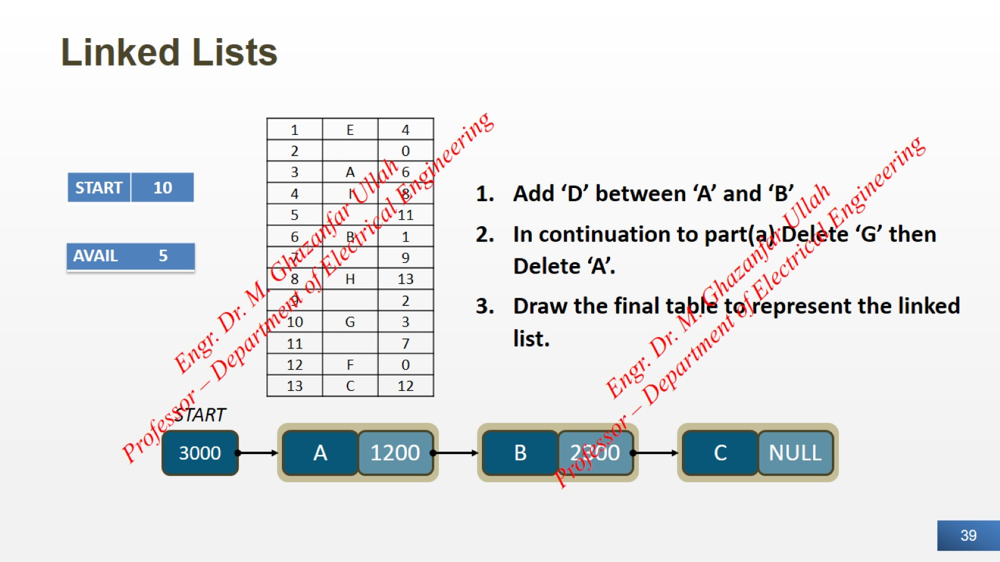 Linked Lists
1 E 4
2 0
3 A 6
4 I 8
5 11
6 B 1
7 9
8 H 13
9 2
10 G 3
11 7
12 F 0
13 C 12
START 10
AVAIL 5
1. Add ‘D’ between ‘A’ and ‘B’
2. In continuation to part(a) Delete ‘G’ then
Delete ‘A’.
3. Draw the final table to represent the linked
list.
START
3000 A 1200 B 2800 C NULL
Engr. Dr. M. Ghazanfar Ullah
Professor – Department of Electrical Engineering
Engr. Dr. M. Ghazanfar Ullah
Professor – Department of Electrical Engineering
39